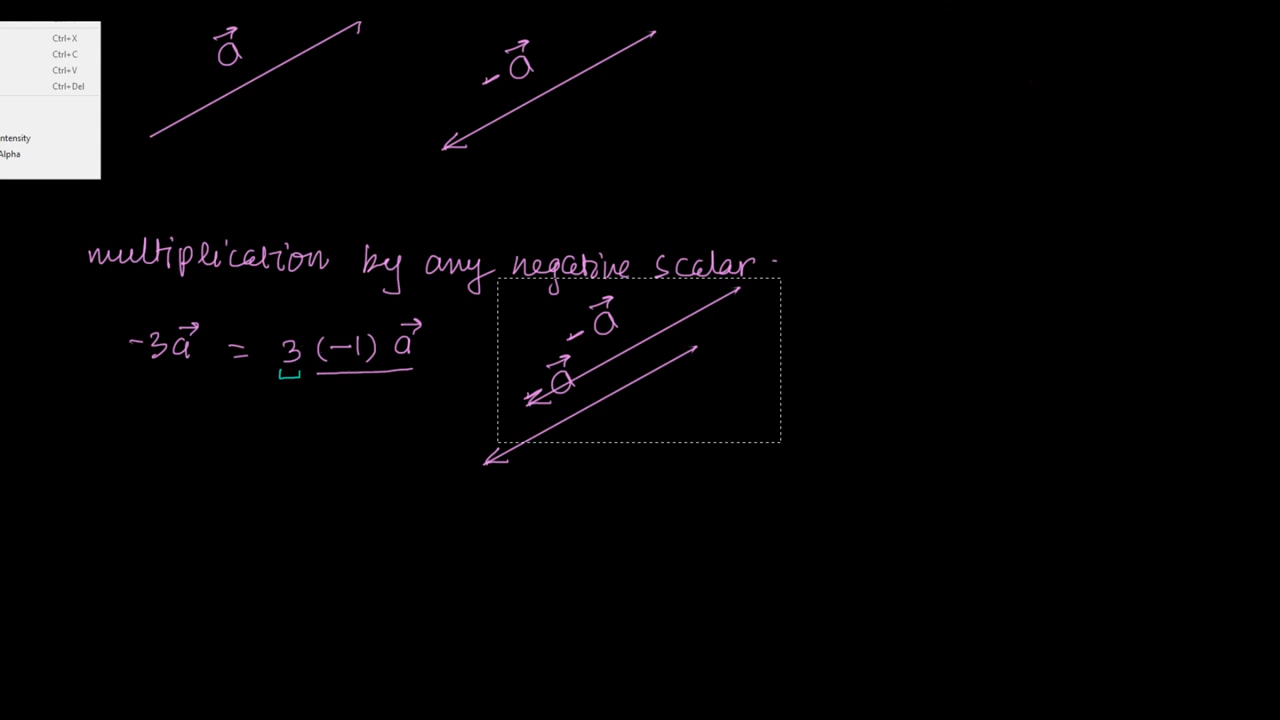 Ctrl+X
Ctrl+C
Ctrl+V
Ctrl+Del
ntensity
Alpha
a⃗
- a⃗
multiplication by any negative scalar.
-3a⃗ = 3 (-1) a⃗
- a⃗
- a⃗